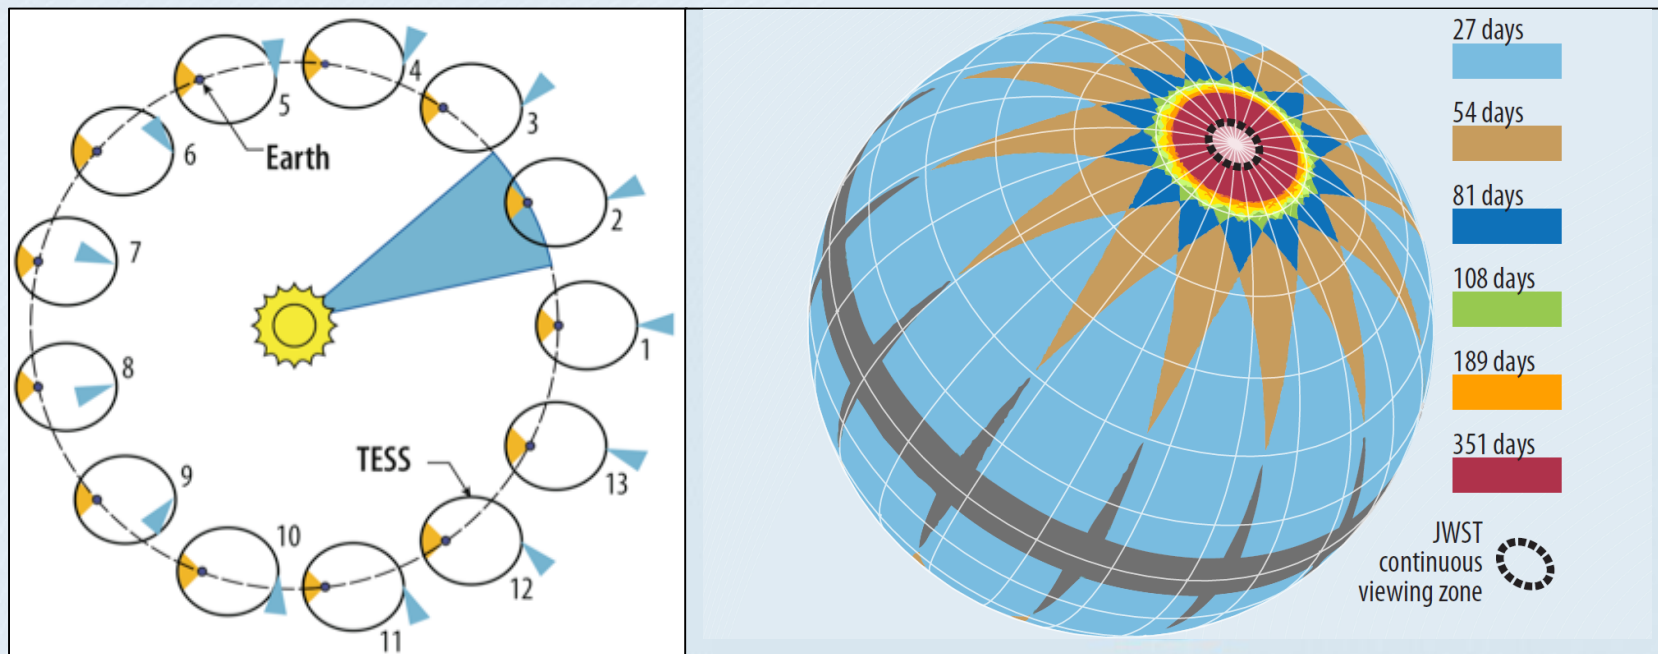 4
5
3
6
Earth
2
7
1
8
TESS
9
13
10
12
11
27 days
54 days
81 days
108 days
189 days
351 days
JWST
continuous
viewing zone